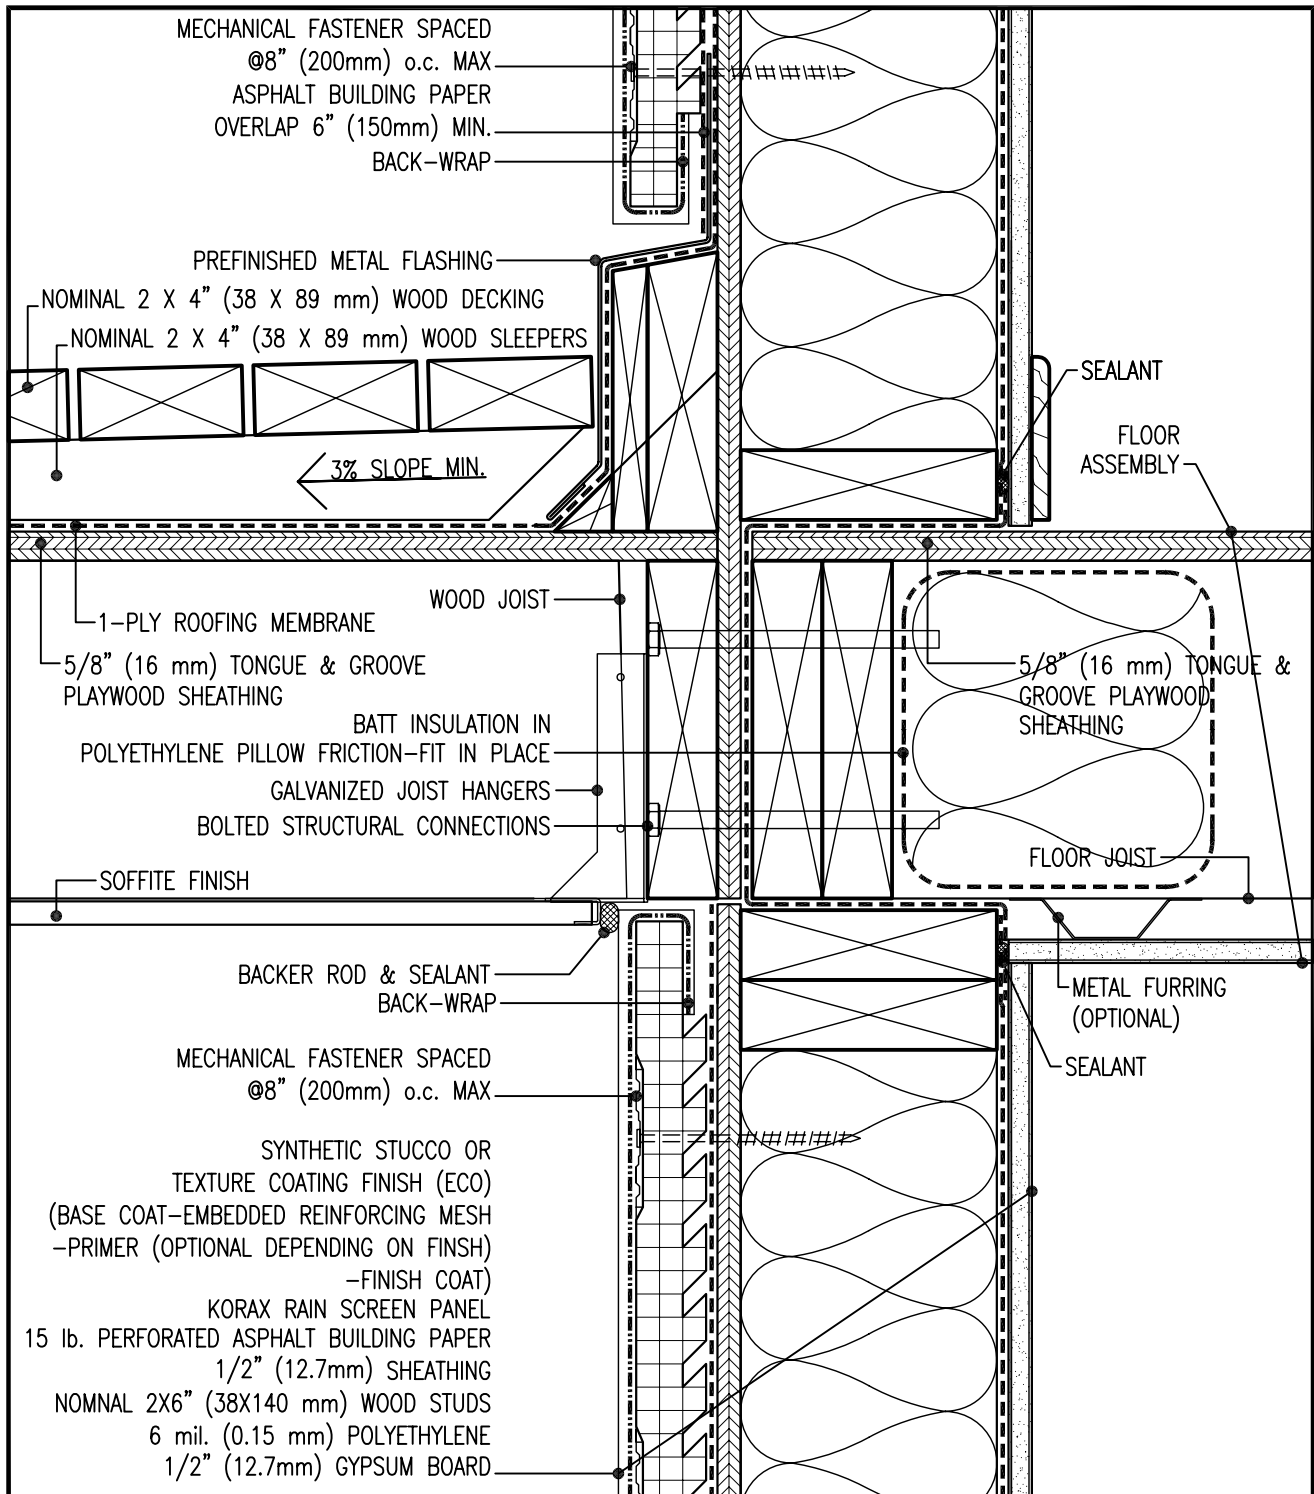 MECHANICAL FASTENER SPACED
@8" (200mm) o.c. MAX
ASPHALT BUILDING PAPER
OVERLAP 6" (150mm) MIN.
BACK-WRAP
PREFINISHED METAL FLASHING
NOMINAL 2 X 4" (38 X 89 mm) WOOD DECKING
NOMINAL 2 X 4" (38 X 89 mm) WOOD SLEEPERS
SEALANT
FLOOR
ASSEMBLY
3% SLOPE MIN.
WOOD JOIST
1-PLY ROOFING MEMBRANE
5/8" (16 mm) TONGUE & GROOVE
PLAYWOOD SHEATHING
5/8" (16 mm) TONGUE &
GROOVE PLAYWOOD
SHEATHING
BATT INSULATION IN
POLYETHYLENE PILLOW FRICTION-FIT IN PLACE
GALVANIZED JOIST HANGERS
BOLTED STRUCTURAL CONNECTIONS
FLOOR JOIST
SOFFITE FINISH
BACKER ROD & SEALANT
BACK-WRAP
METAL FURRING
(OPTIONAL)
SEALANT
MECHANICAL FASTENER SPACED
@8" (200mm) o.c. MAX
SYNTHETIC STUCCO OR
TEXTURE COATING FINISH (ECO)
(BASE COAT-EMBEDDED REINFORCING MESH
-PRIMER (OPTIONAL DEPENDING ON FINSH)
-FINISH COAT)
KORAX RAIN SCREEN PANEL
15 lb. PERFORATED ASPHALT BUILDING PAPER
1/2" (12.7mm) SHEATHING
NOMNAL 2X6" (38X140 mm) WOOD STUDS
6 mil. (0.15 mm) POLYETHYLENE
1/2" (12.7mm) GYPSUM BOARD